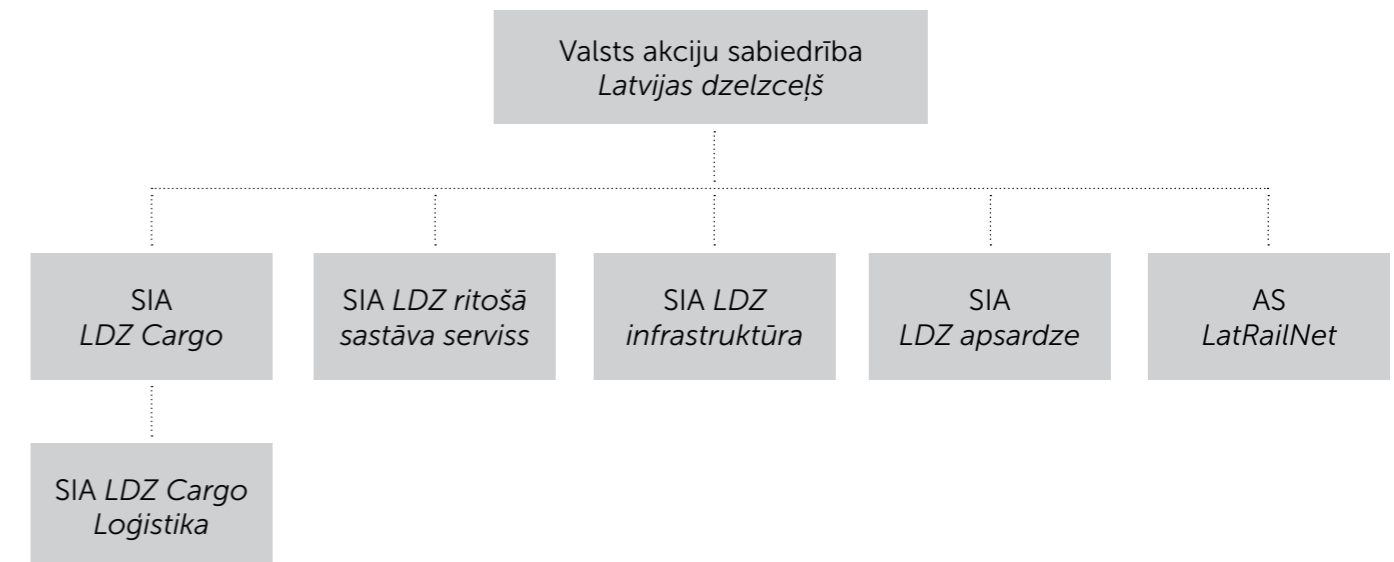 Valsts akciju sabiedrība
Latvijas dzelzceļš
SIA
LDZ Cargo
SIA LDZ ritošā
sastāva serviss
SIA LDZ
infrastruktūra
SIA
LDZ apsardze
AS
LatRailNet
SIA LDZ Cargo
Loģistika